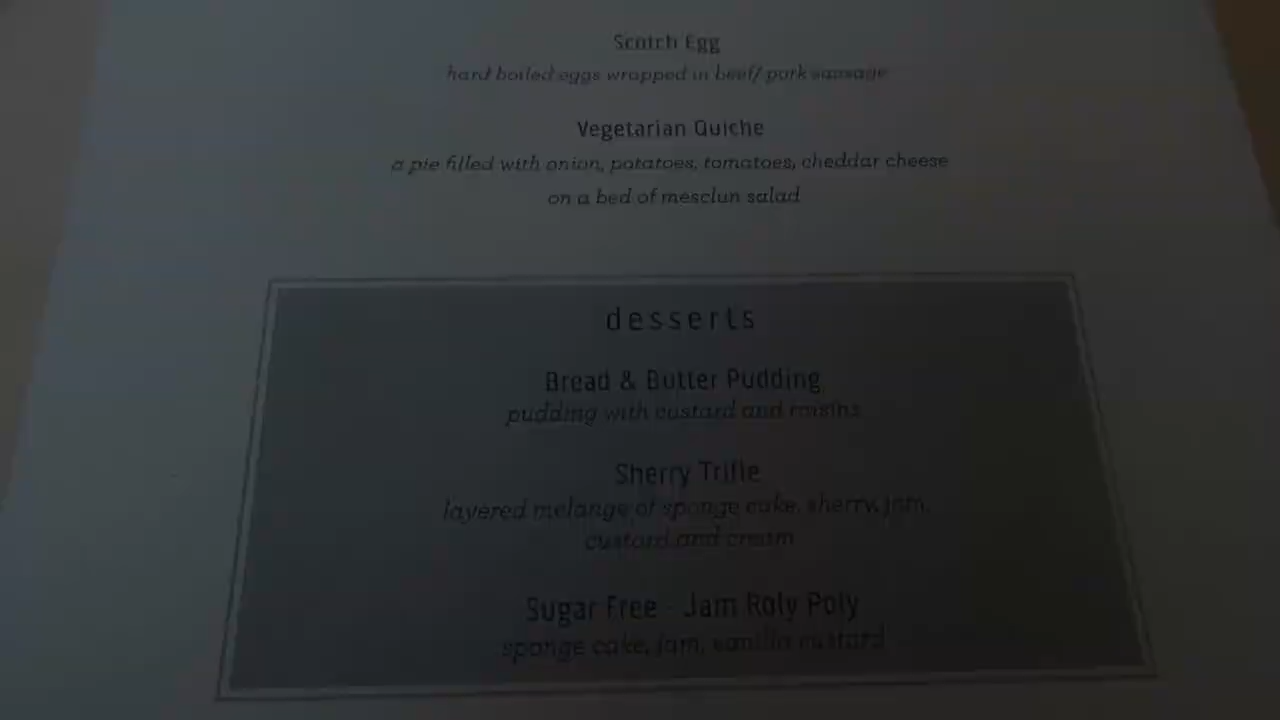 Scotch Egg
hard boiled eggs wrapped in beef/ pork sausage
Vegetarian Quiche
a pie filled with onion, potatoes, tomatoes, cheddar cheese
on a bed of mesclun salad
desserts
Bread & Butter Pudding
pudding with custard and raisins
Sherry Trifle
layered melange of sponge cake, sherry, jam,
custard and cream
Sugar Free - Jam Roly Poly
sponge cake, jam, vanilla custard